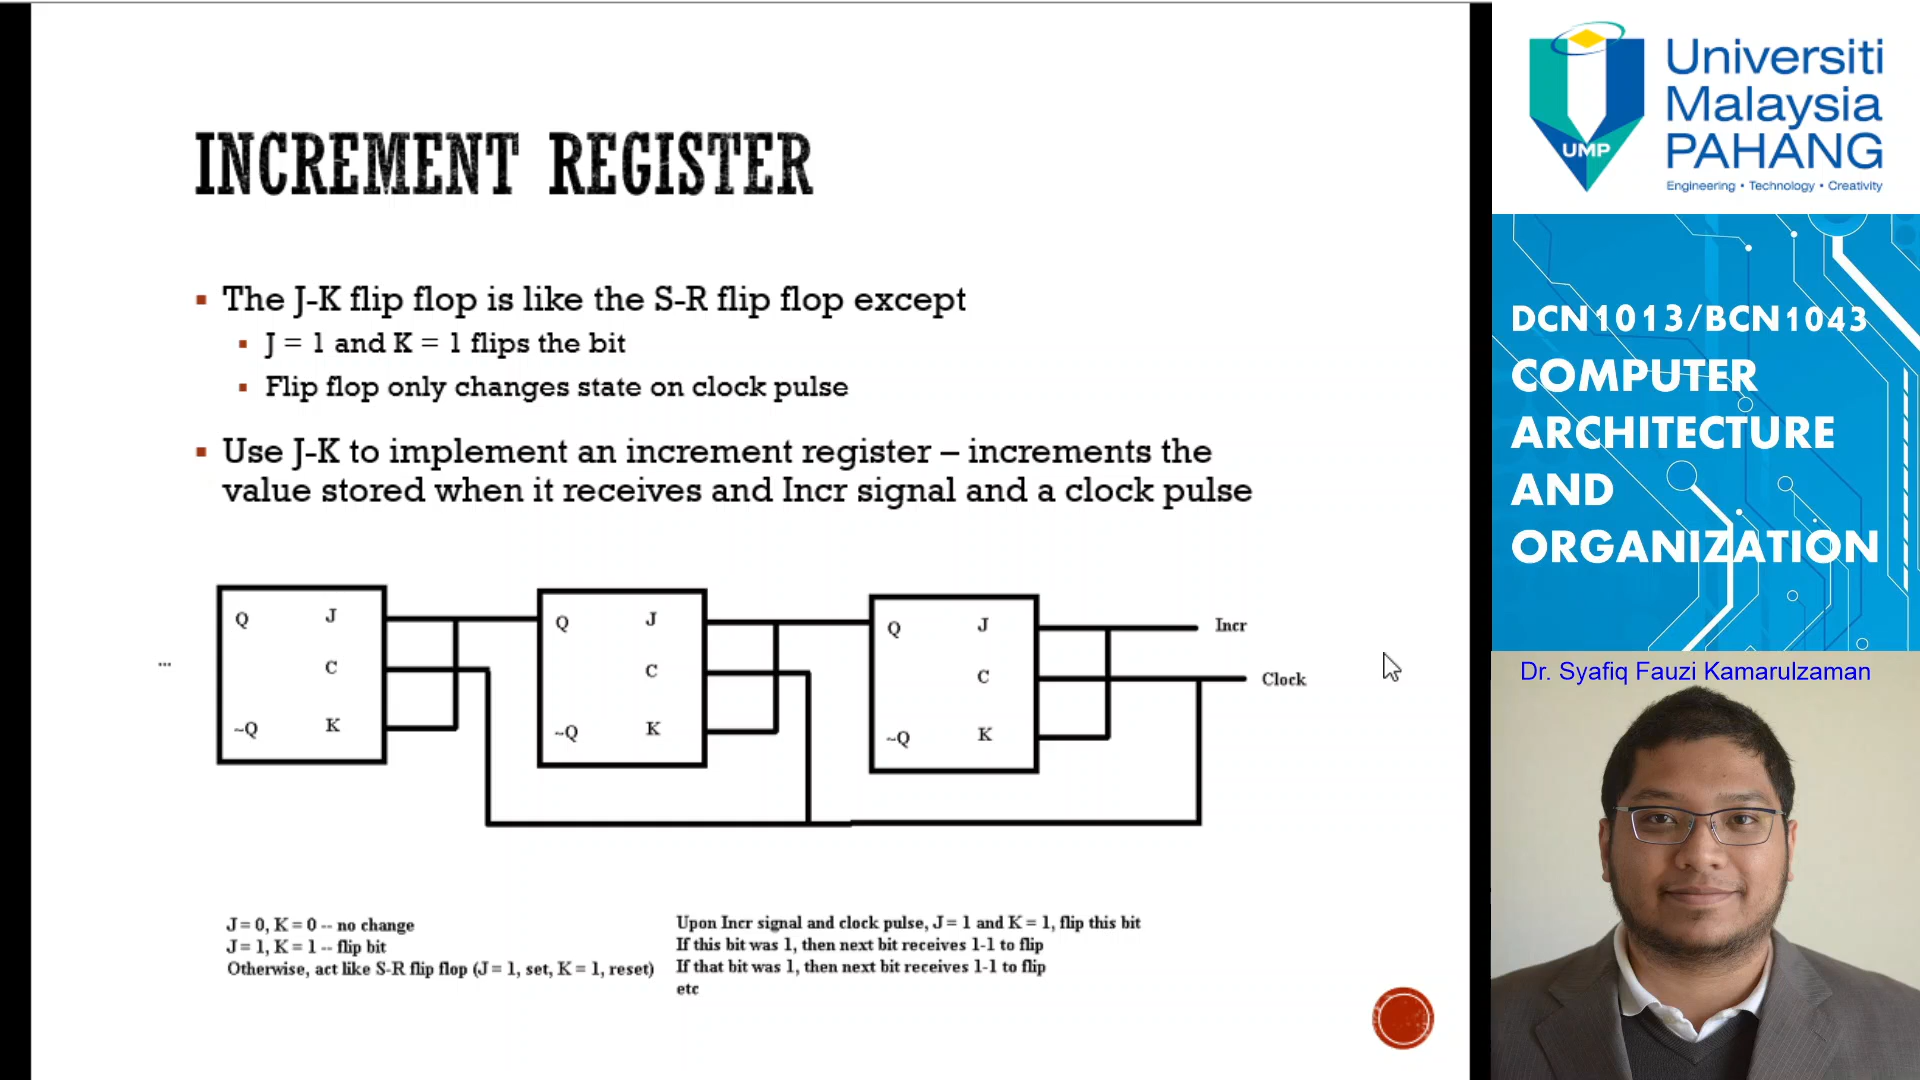 INCREMENT REGISTER
▪ The J-K flip flop is like the S-R flip flop except
▪ J = 1 and K = 1 flips the bit
▪ Flip flop only changes state on clock pulse
▪ Use J-K to implement an increment register – increments the
value stored when it receives and Incr signal and a clock pulse
Q J
C
~Q K
Q J
C
~Q K
Q J
C
~Q K
Incr
Clock
...
J = 0, K = 0 -- no change
J = 1, K = 1 -- flip bit
Otherwise, act like S-R flip flop (J = 1, set, K = 1, reset)
Upon Incr signal and clock pulse, J = 1 and K = 1, flip this bit
If this bit was 1, then next bit receives 1-1 to flip
If that bit was 1, then next bit receives 1-1 to flip
etc
UMP
Universiti
Malaysia
PAHANG
Engineering • Technology • Creativity
DCN1013/BCN1043
COMPUTER
ARCHITECTURE
AND
ORGANIZATION
Dr. Syafiq Fauzi Kamarulzaman